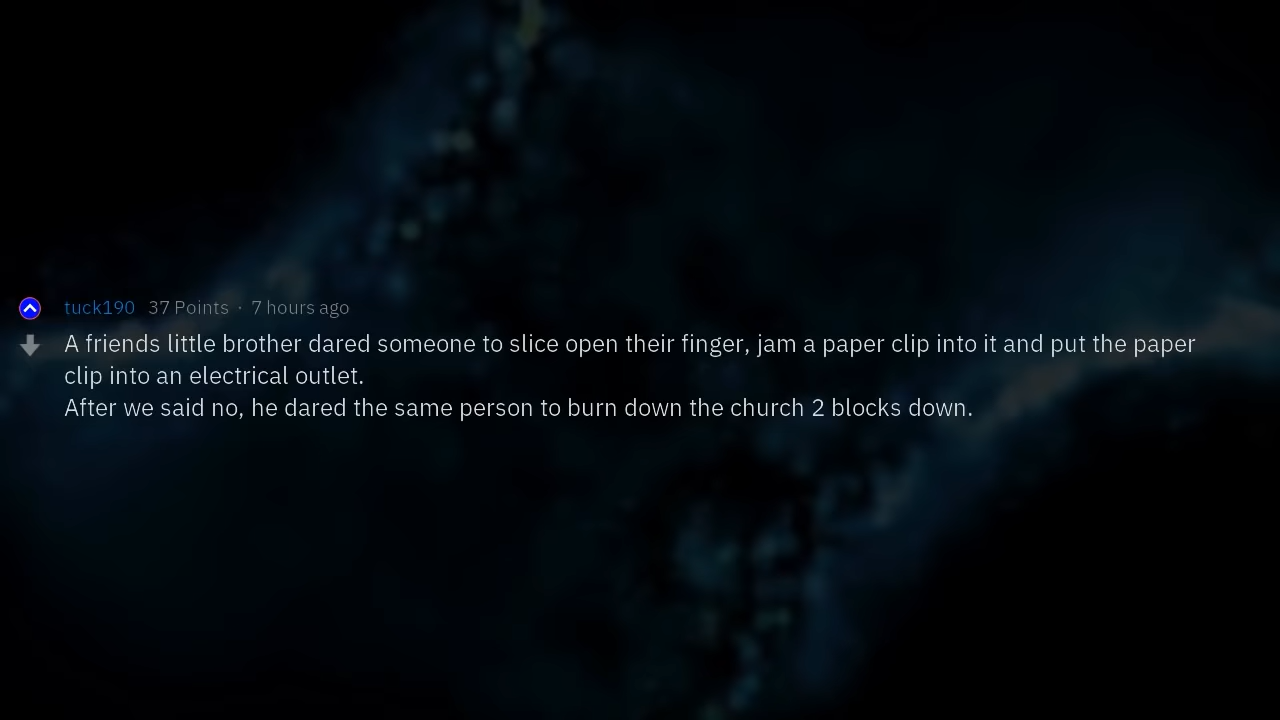 tuck190 37 Points · 7 hours ago
A friends little brother dared someone to slice open their finger, jam a paper clip into it and put the paper
clip into an electrical outlet.
After we said no, he dared the same person to burn down the church 2 blocks down.